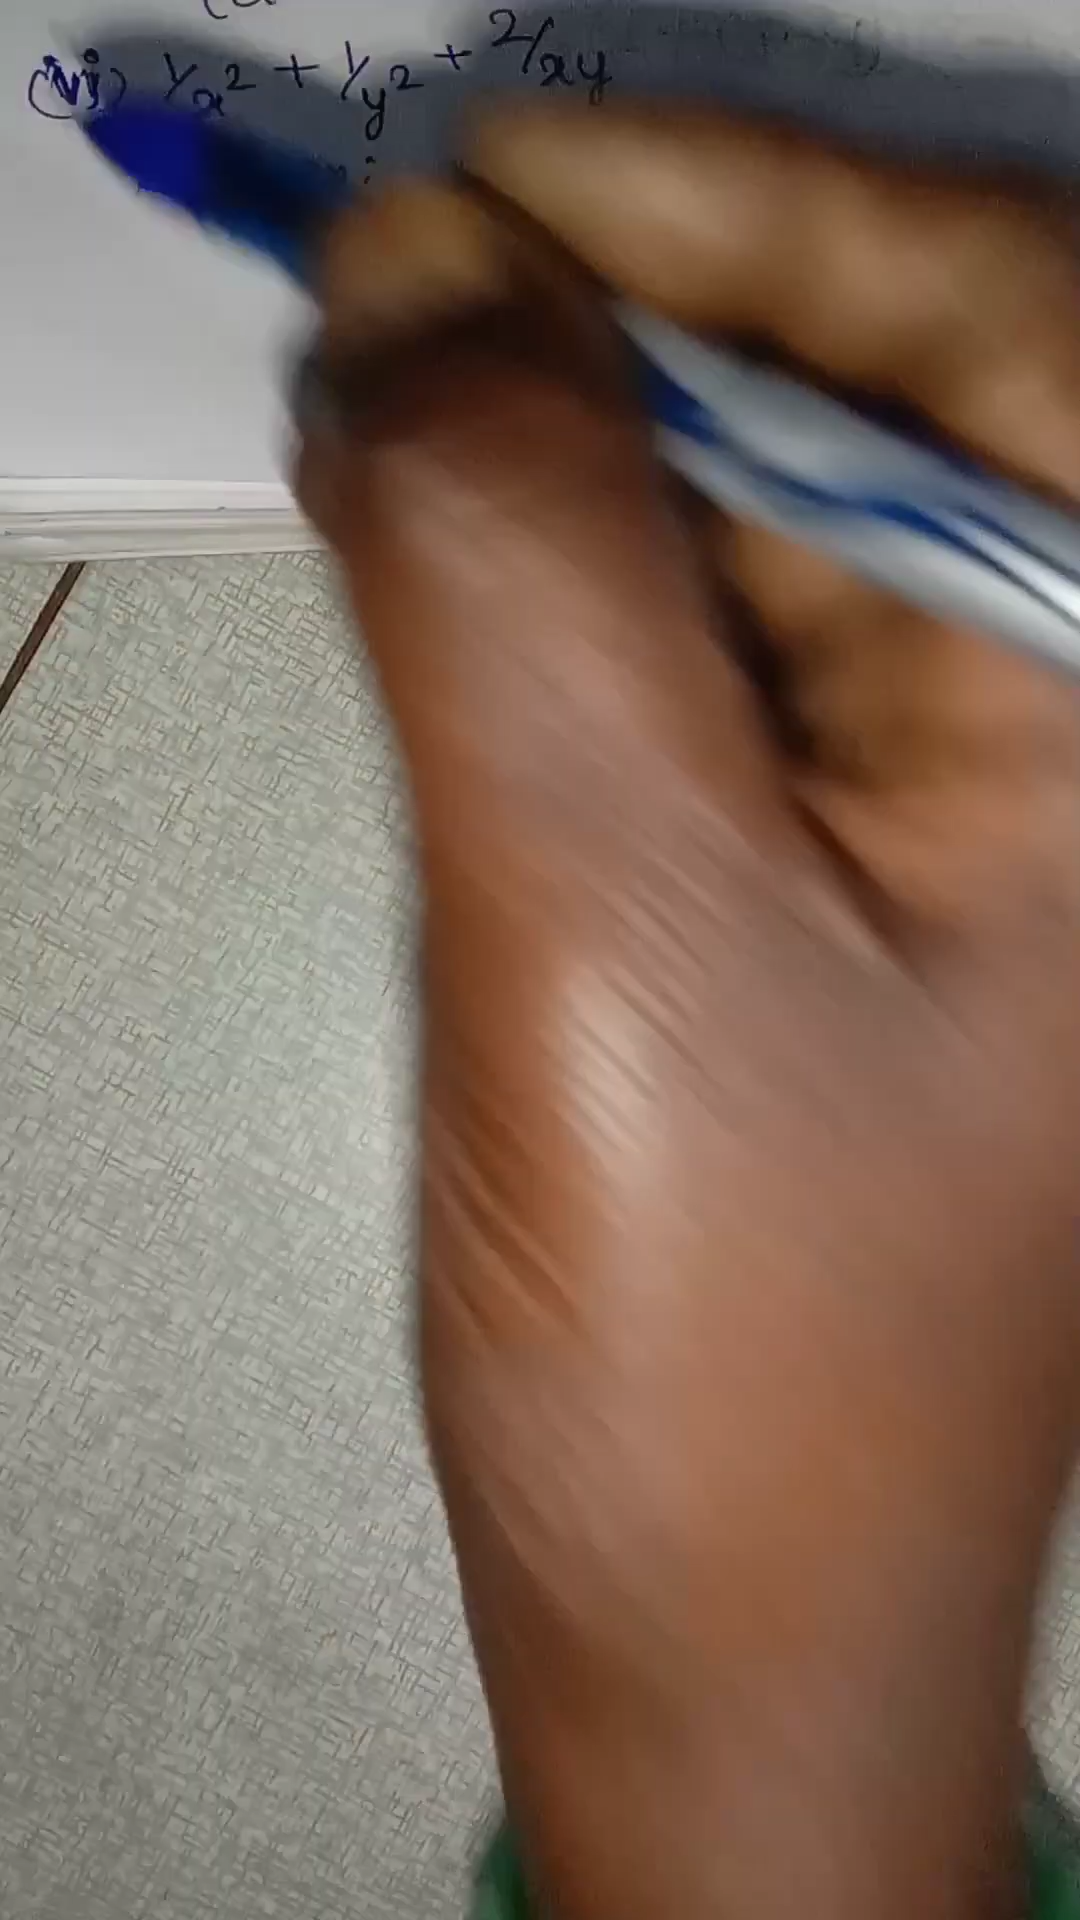 (vi) 1/x² + 1/y² + 2/xy